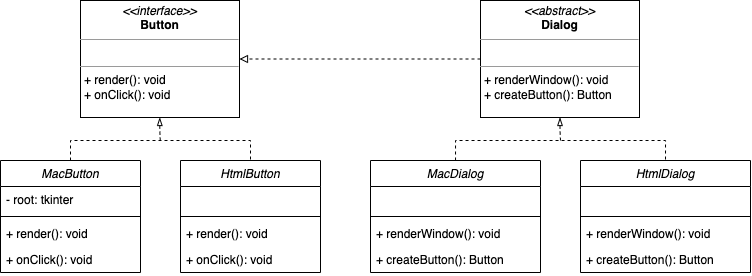 <<interface>>
Button
+ render(): void
+ onClick(): void
<<abstract>>
Dialog
+ renderWindow(): void
+ createButton(): Button
MacButton
- root: tkinter
+ render(): void
+ onClick(): void
HtmlButton
+ render(): void
+ onClick(): void
MacDialog
+ renderWindow(): void
+ createButton(): Button
HtmlDialog
+ renderWindow(): void
+ createButton(): Button